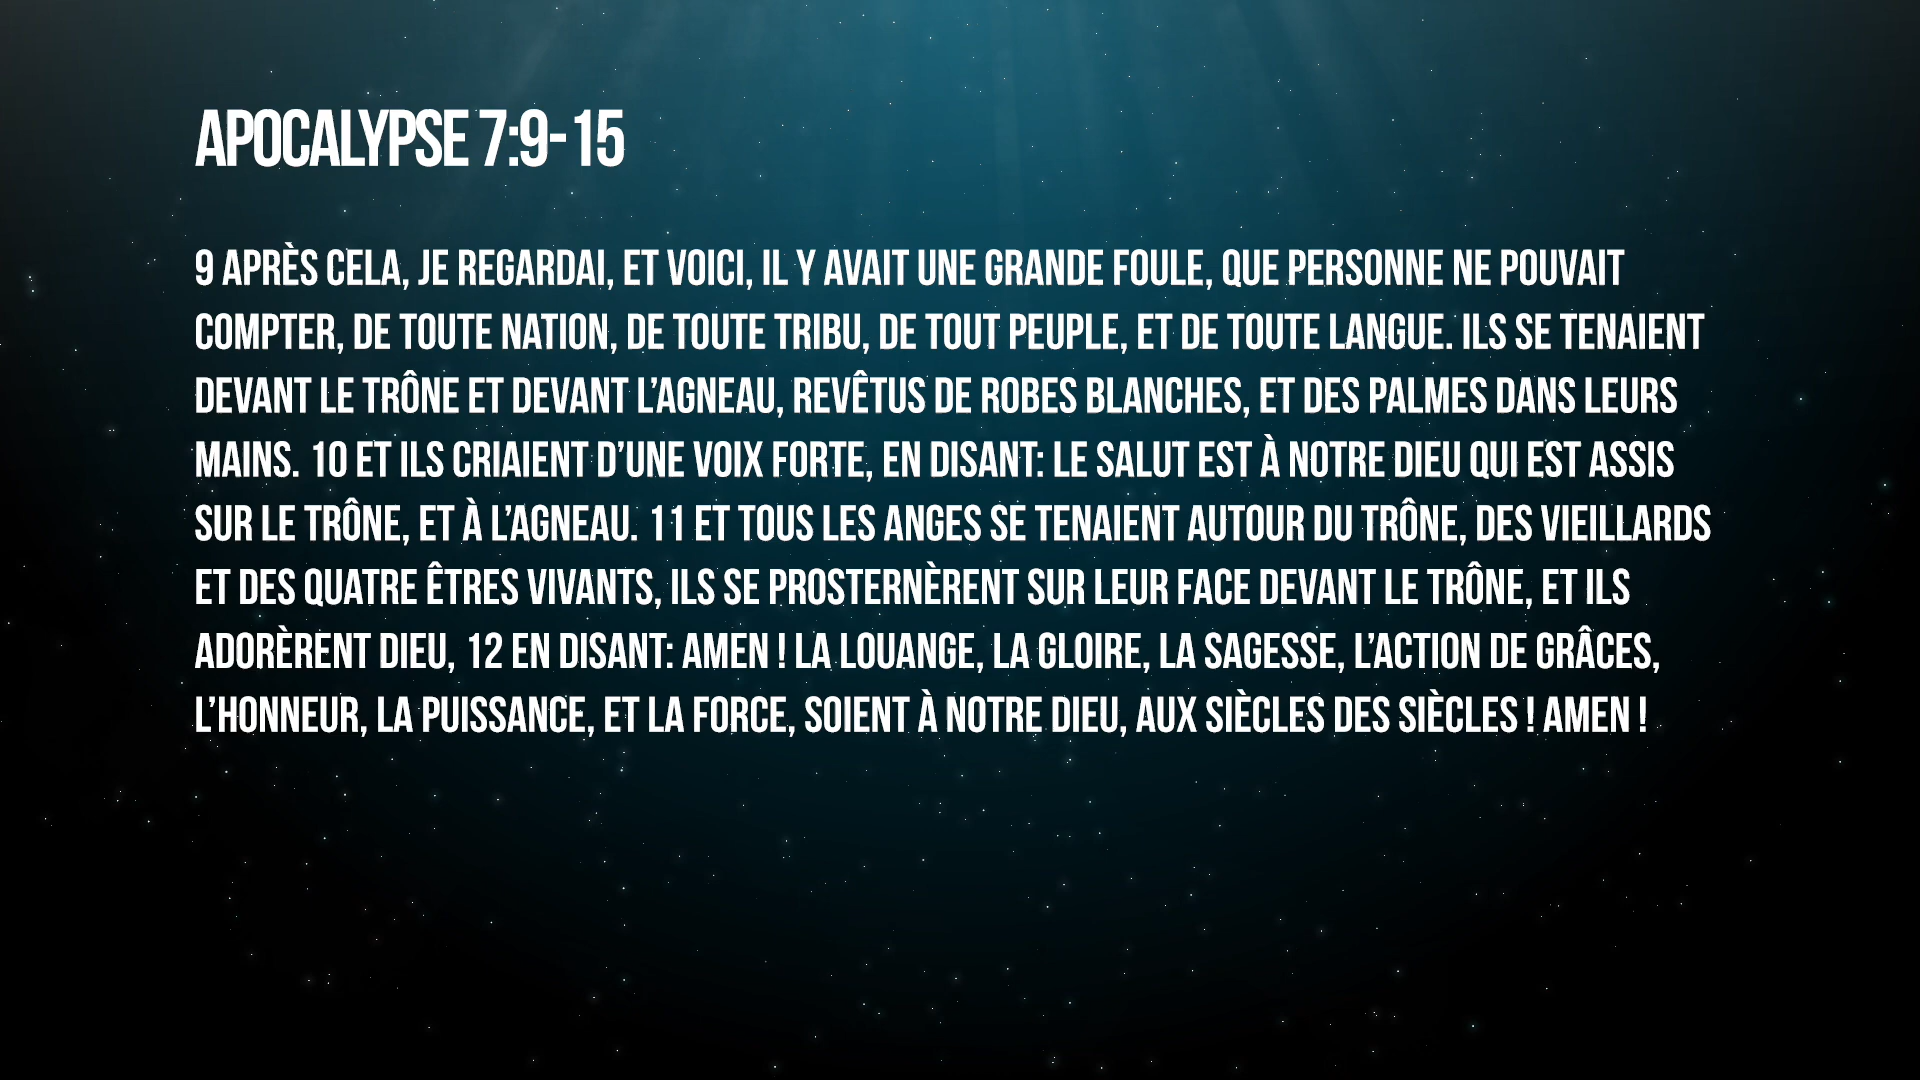 APOCALYPSE 7:9-15
9 APRÈS CELA, JE REGARDAI, ET VOICI, IL Y AVAIT UNE GRANDE FOULE, QUE PERSONNE NE POUVAIT
COMPTER, DE TOUTE NATION, DE TOUTE TRIBU, DE TOUT PEUPLE, ET DE TOUTE LANGUE. ILS SE TENAIENT
DEVANT LE TRÔNE ET DEVANT L’AGNEAU, REVÊTUS DE ROBES BLANCHES, ET DES PALMES DANS LEURS
MAINS. 10 ET ILS CRIAIENT D’UNE VOIX FORTE, EN DISANT: LE SALUT EST À NOTRE DIEU QUI EST ASSIS
SUR LE TRÔNE, ET À L’AGNEAU. 11 ET TOUS LES ANGES SE TENAIENT AUTOUR DU TRÔNE, DES VIEILLARDS
ET DES QUATRE ÊTRES VIVANTS, ILS SE PROSTERNÈRENT SUR LEUR FACE DEVANT LE TRÔNE, ET ILS
ADORÈRENT DIEU, 12 EN DISANT: AMEN ! LA LOUANGE, LA GLOIRE, LA SAGESSE, L’ACTION DE GRÂCES,
L’HONNEUR, LA PUISSANCE, ET LA FORCE, SOIENT À NOTRE DIEU, AUX SIÈCLES DES SIÈCLES ! AMEN !